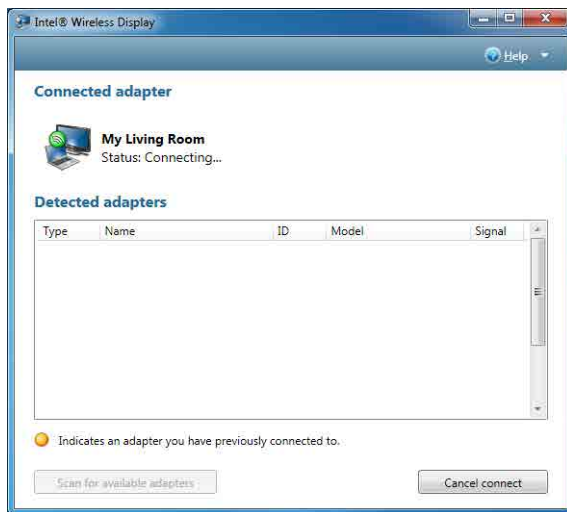 Intel® Wireless Display
Help
Connected adapter
My Living Room
Status: Connecting...
Detected adapters
Type Name ID Model Signal
Indicates an adapter you have previously connected to.
Scan for available adapters Cancel connect